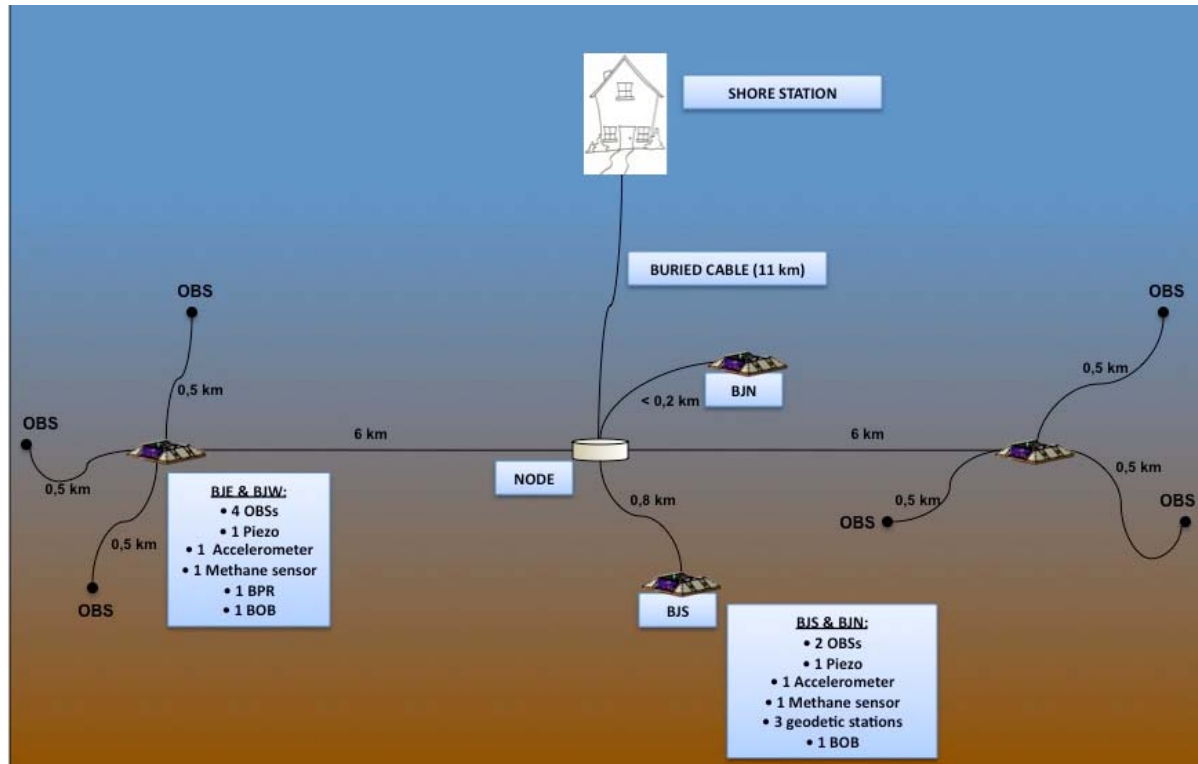 SHORE STATION
BURIED CABLE (11 km)
OBS
OBS
0,5 km
0,5 km
BJN
< 0,2 km
OBS
6 km
6 km
0,5 km
NODE
0,5 km
0,8 km
0,5 km
OBS
OBS
BJE & BJW:
• 4 OBSs
• 1 Piezo
• 1 Accelerometer
• 1 Methane sensor
• 1 BPR
• 1 BOB
0,5 km
OBS
BJS
BJS & BJN:
• 2 OBSs
• 1 Piezo
• 1 Accelerometer
• 1 Methane sensor
• 3 geodetic stations
• 1 BOB